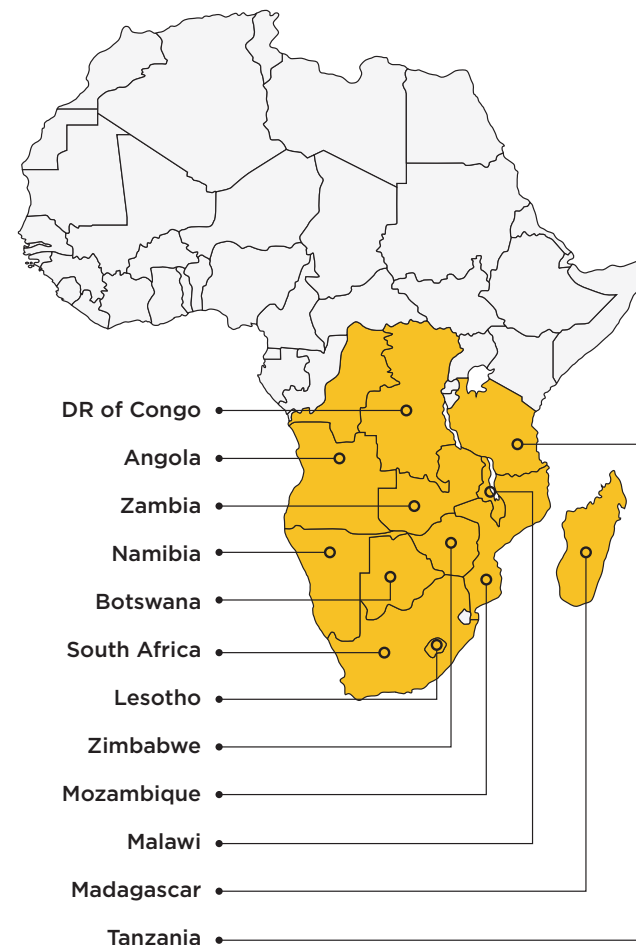 DR of Congo
Angola
Zambia
Namibia
Botswana
South Africa
Lesotho
Zimbabwe
Mozambique
Malawi
Madagascar
Tanzania